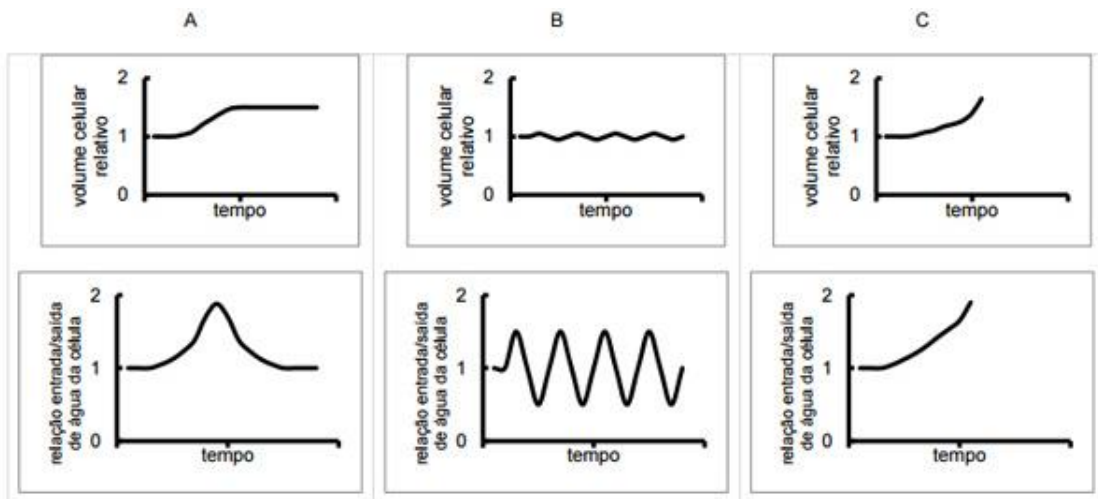 A
B
C
volume celular
relativo
2
1
0
tempo
volume celular
relativo
2
1
0
tempo
volume celular
relativo
2
1
0
tempo
relação entrada/saída
de água da célula
2
1
0
tempo
relação entrada/saída
de água da célula
2
1
0
tempo
relação entrada/saída
de água da célula
2
1
0
tempo